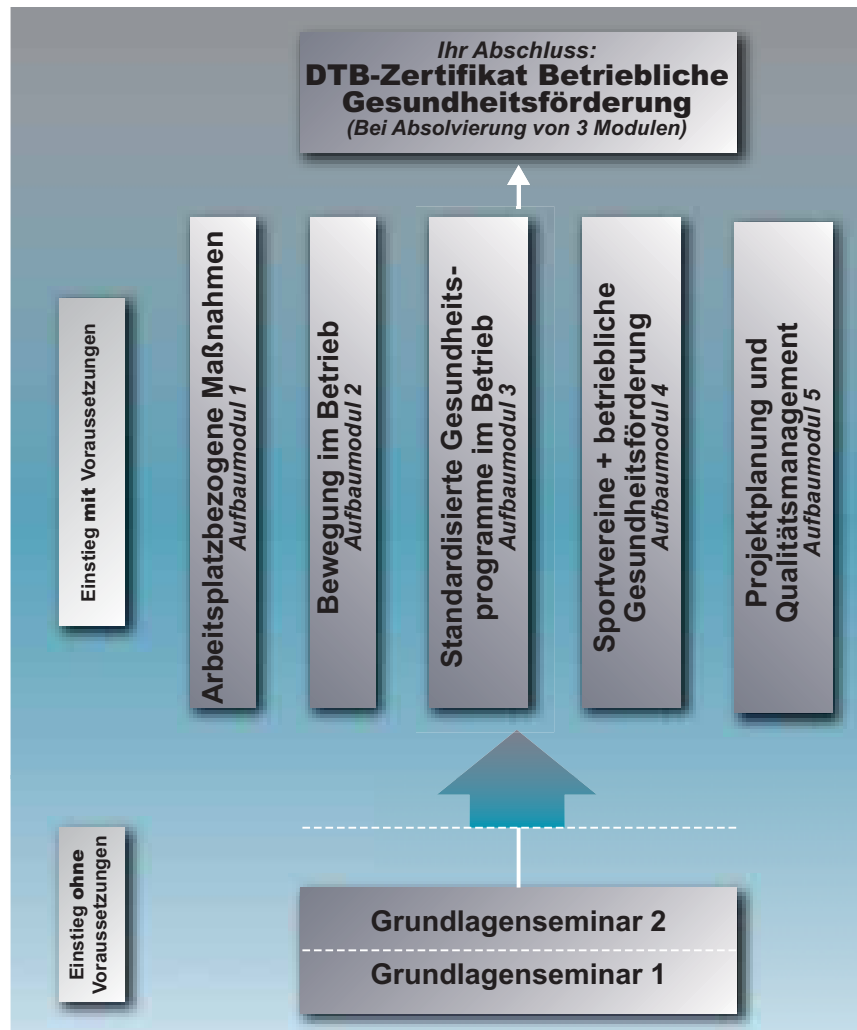 Ihr Abschluss:
DTB-Zertifikat Betriebliche
Gesundheitsförderung
(Bei Absolvierung von 3 Modulen)
Einstieg mit Voraussetzungen
Arbeitsplatzbezogene Maßnahmen
Aufbaumodul 1
Bewegung im Betrieb
Aufbaumodul 2
Standardisierte Gesundheits-
programme im Betrieb
Aufbaumodul 3
Sportvereine + betriebliche
Gesundheitsförderung
Aufbaumodul 4
Projektplanung und
Qualitätsmanagement
Aufbaumodul 5
Einstieg ohne
Voraussetzungen
Grundlagenseminar 2
Grundlagenseminar 1